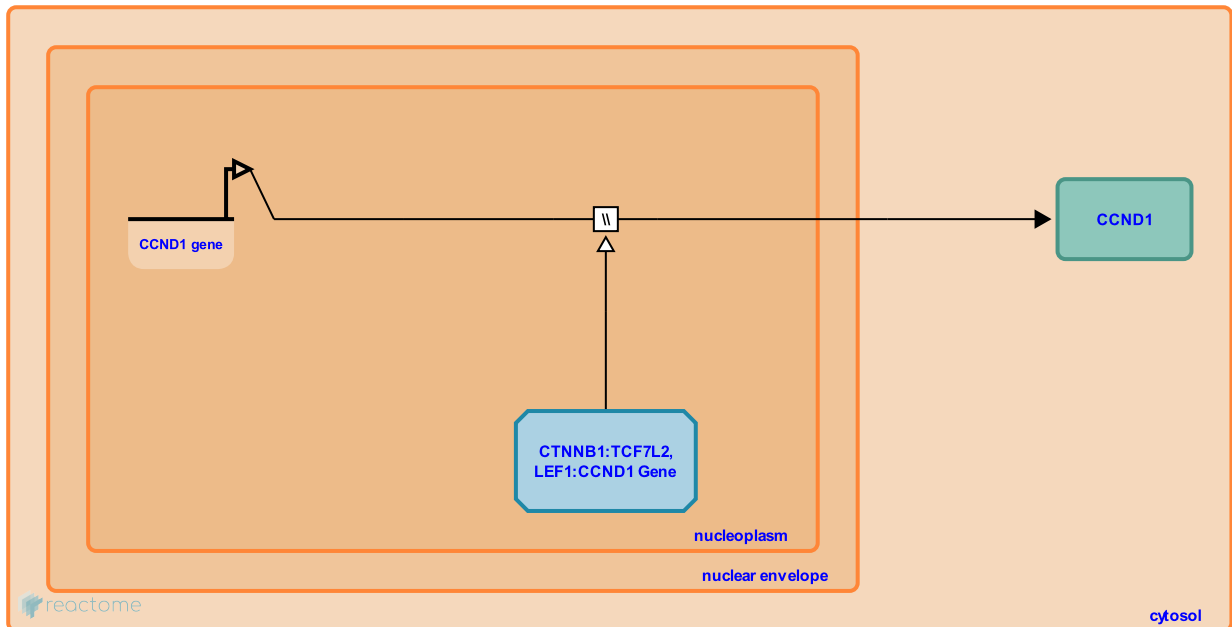 CCND1 gene
\\
CCND1
CTNNB1:TCF7L2,
LEF1:CCND1 Gene
nucleoplasm
nuclear envelope
reactome
cytosol